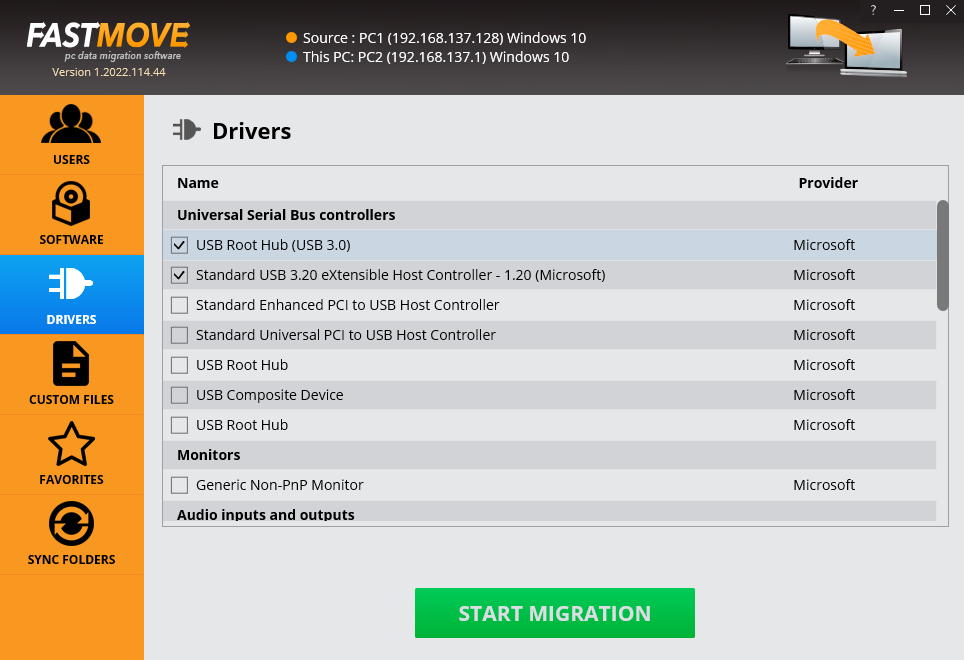 FASTMOVE
pc data migration software
Version 1.2022.114.44
Source : PC1 (192.168.137.128) Windows 10
This PC: PC2 (192.168.137.1) Windows 10
?
USERS
SOFTWARE
DRIVERS
CUSTOM FILES
FAVORITES
SYNC FOLDERS
Drivers
Name Provider
Universal Serial Bus controllers
USB Root Hub (USB 3.0) Microsoft
Standard USB 3.20 eXtensible Host Controller - 1.20 (Microsoft) Microsoft
Standard Enhanced PCI to USB Host Controller Microsoft
Standard Universal PCI to USB Host Controller Microsoft
USB Root Hub Microsoft
USB Composite Device Microsoft
USB Root Hub Microsoft
Monitors
Generic Non-PnP Monitor Microsoft
Audio inputs and outputs
START MIGRATION